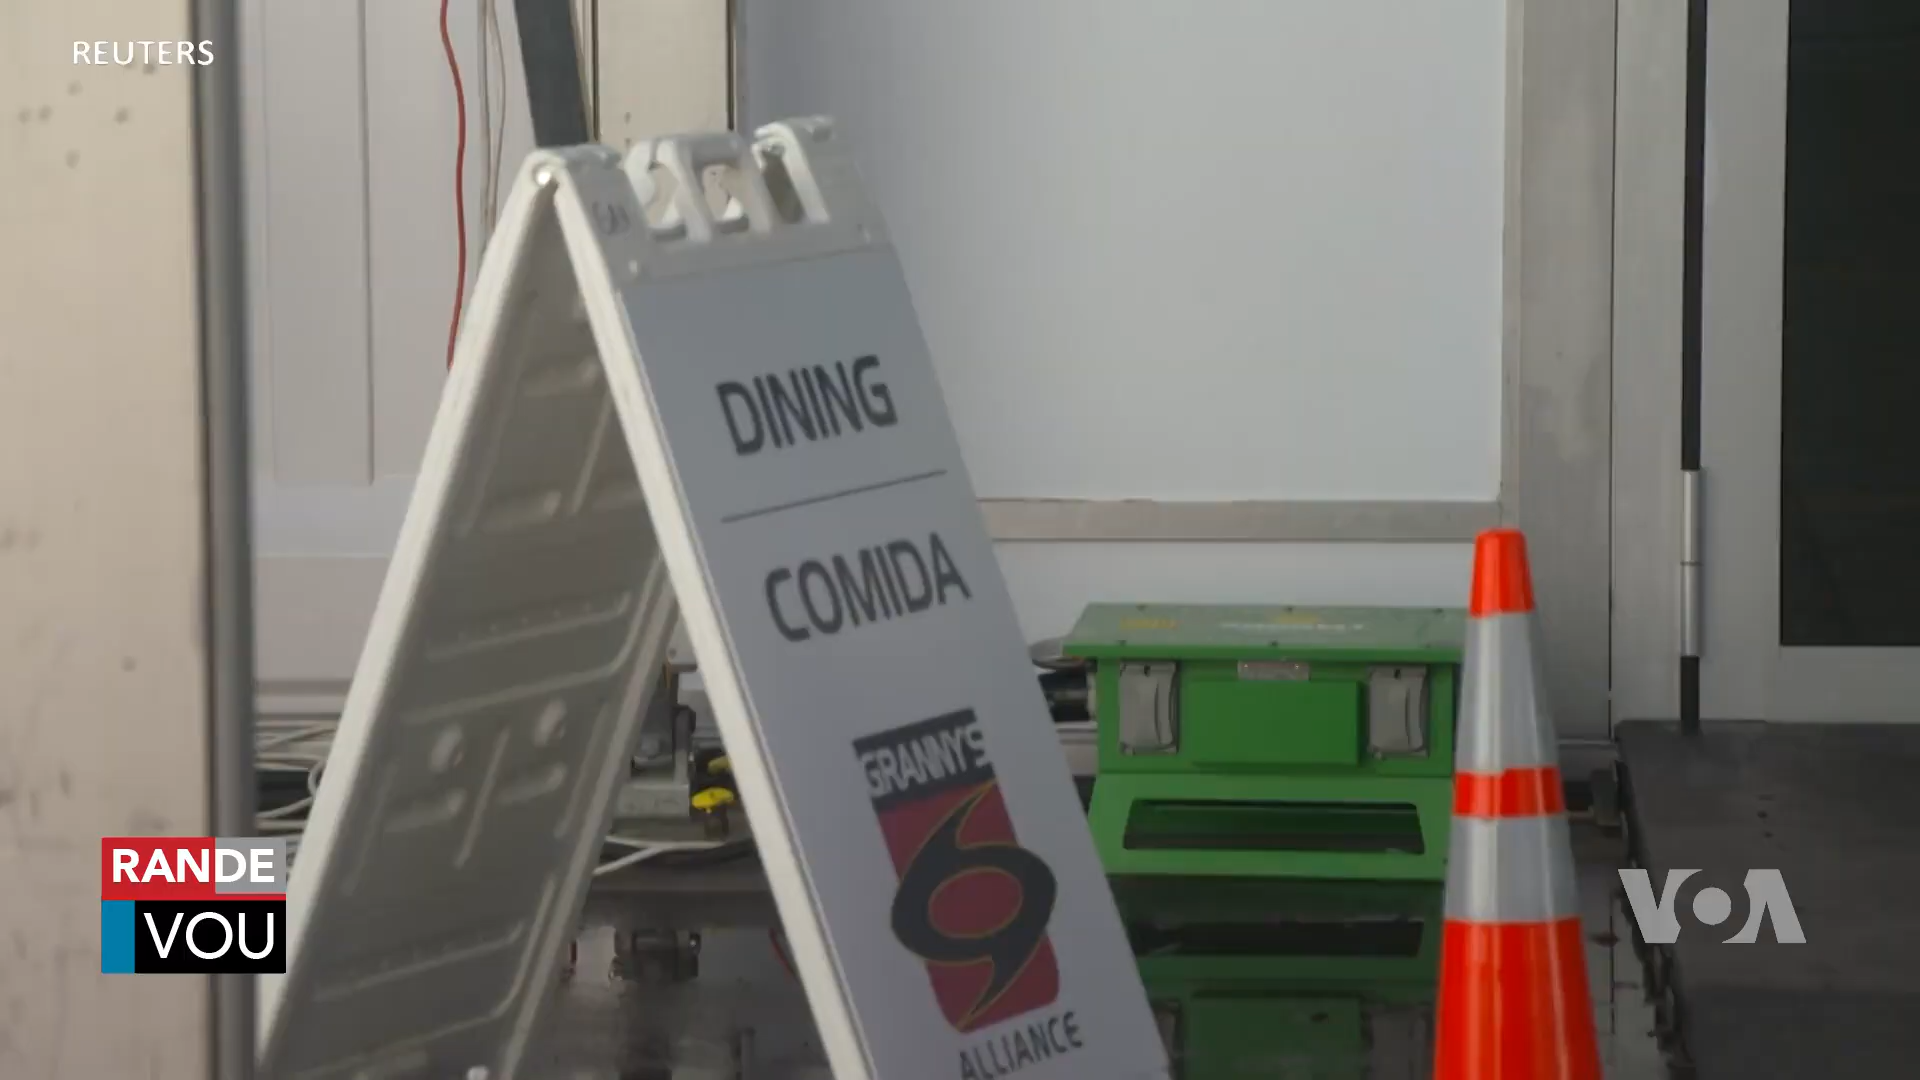 REUTERS
DINING
COMIDA
GRANNY'S
ALLIANCE
RANDE
VOU
VOA